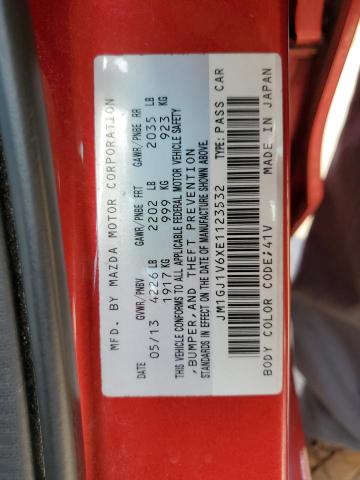 MFD. BY MAZDA MOTOR CORPORATION
GVWR/PNBV GAWR/PNBE FRT GAWR/PNBE RR
DATE
05/13 4226 LB 2202 LB 2035 LB
1917 KG 999 KG 923 KG
THIS VEHICLE CONFORMS TO ALL APPLICABLE FEDERAL MOTOR VEHICLE SAFETY
,BUMPER,AND THEFT PREVENTION
STANDARDS IN EFFECT ON THE DATE OF MANUFACTURE SHOWN ABOVE.
JM1GJ1V0XE1123532 TYPE:PASS CAR
BODY COLOR CODE:41V MADE IN JAPAN